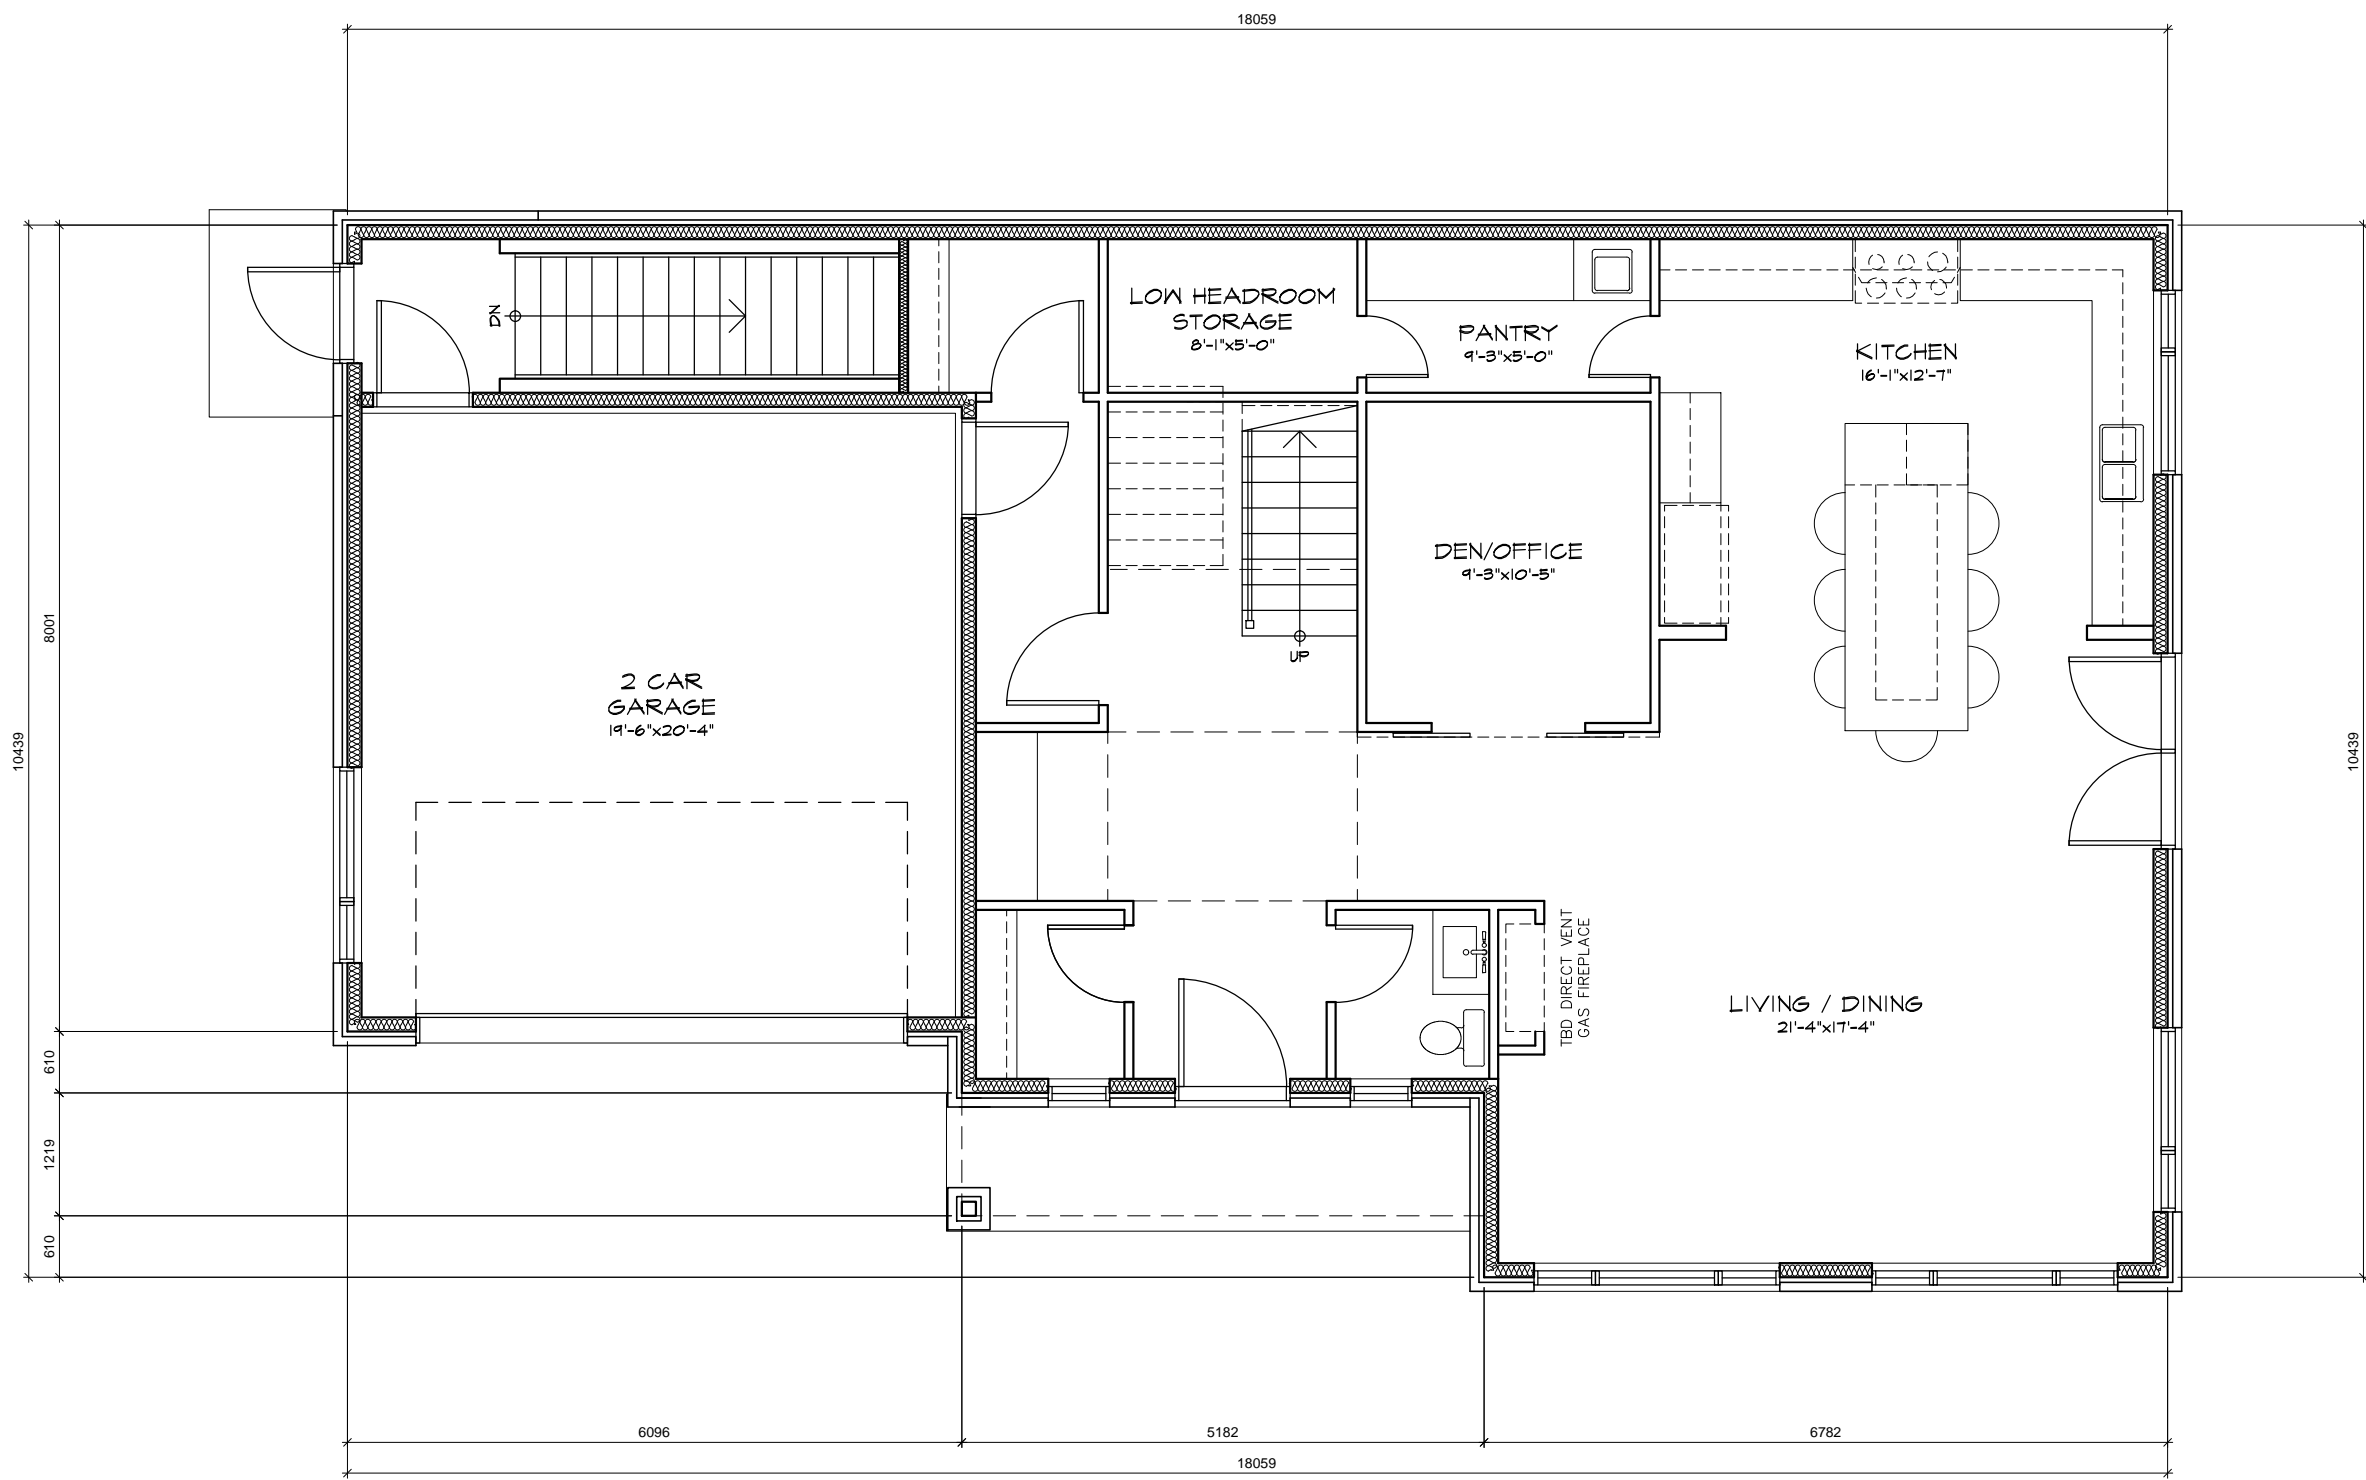 18059
DN
LOW HEADROOM
STORAGE
8'-1"x5'-0"
PANTRY
9'-3"x5'-0"
KITCHEN
16'-1"x12'-7"
DEN/OFFICE
9'-3"x10'-5"
UP
8001
10439
10439
2 CAR
GARAGE
19'-6"x20'-4"
TBD DIRECT VENT
GAS FIREPLACE
LIVING / DINING
21'-4"x17'-4"
610
1219
610
6096
5182
6782
18059